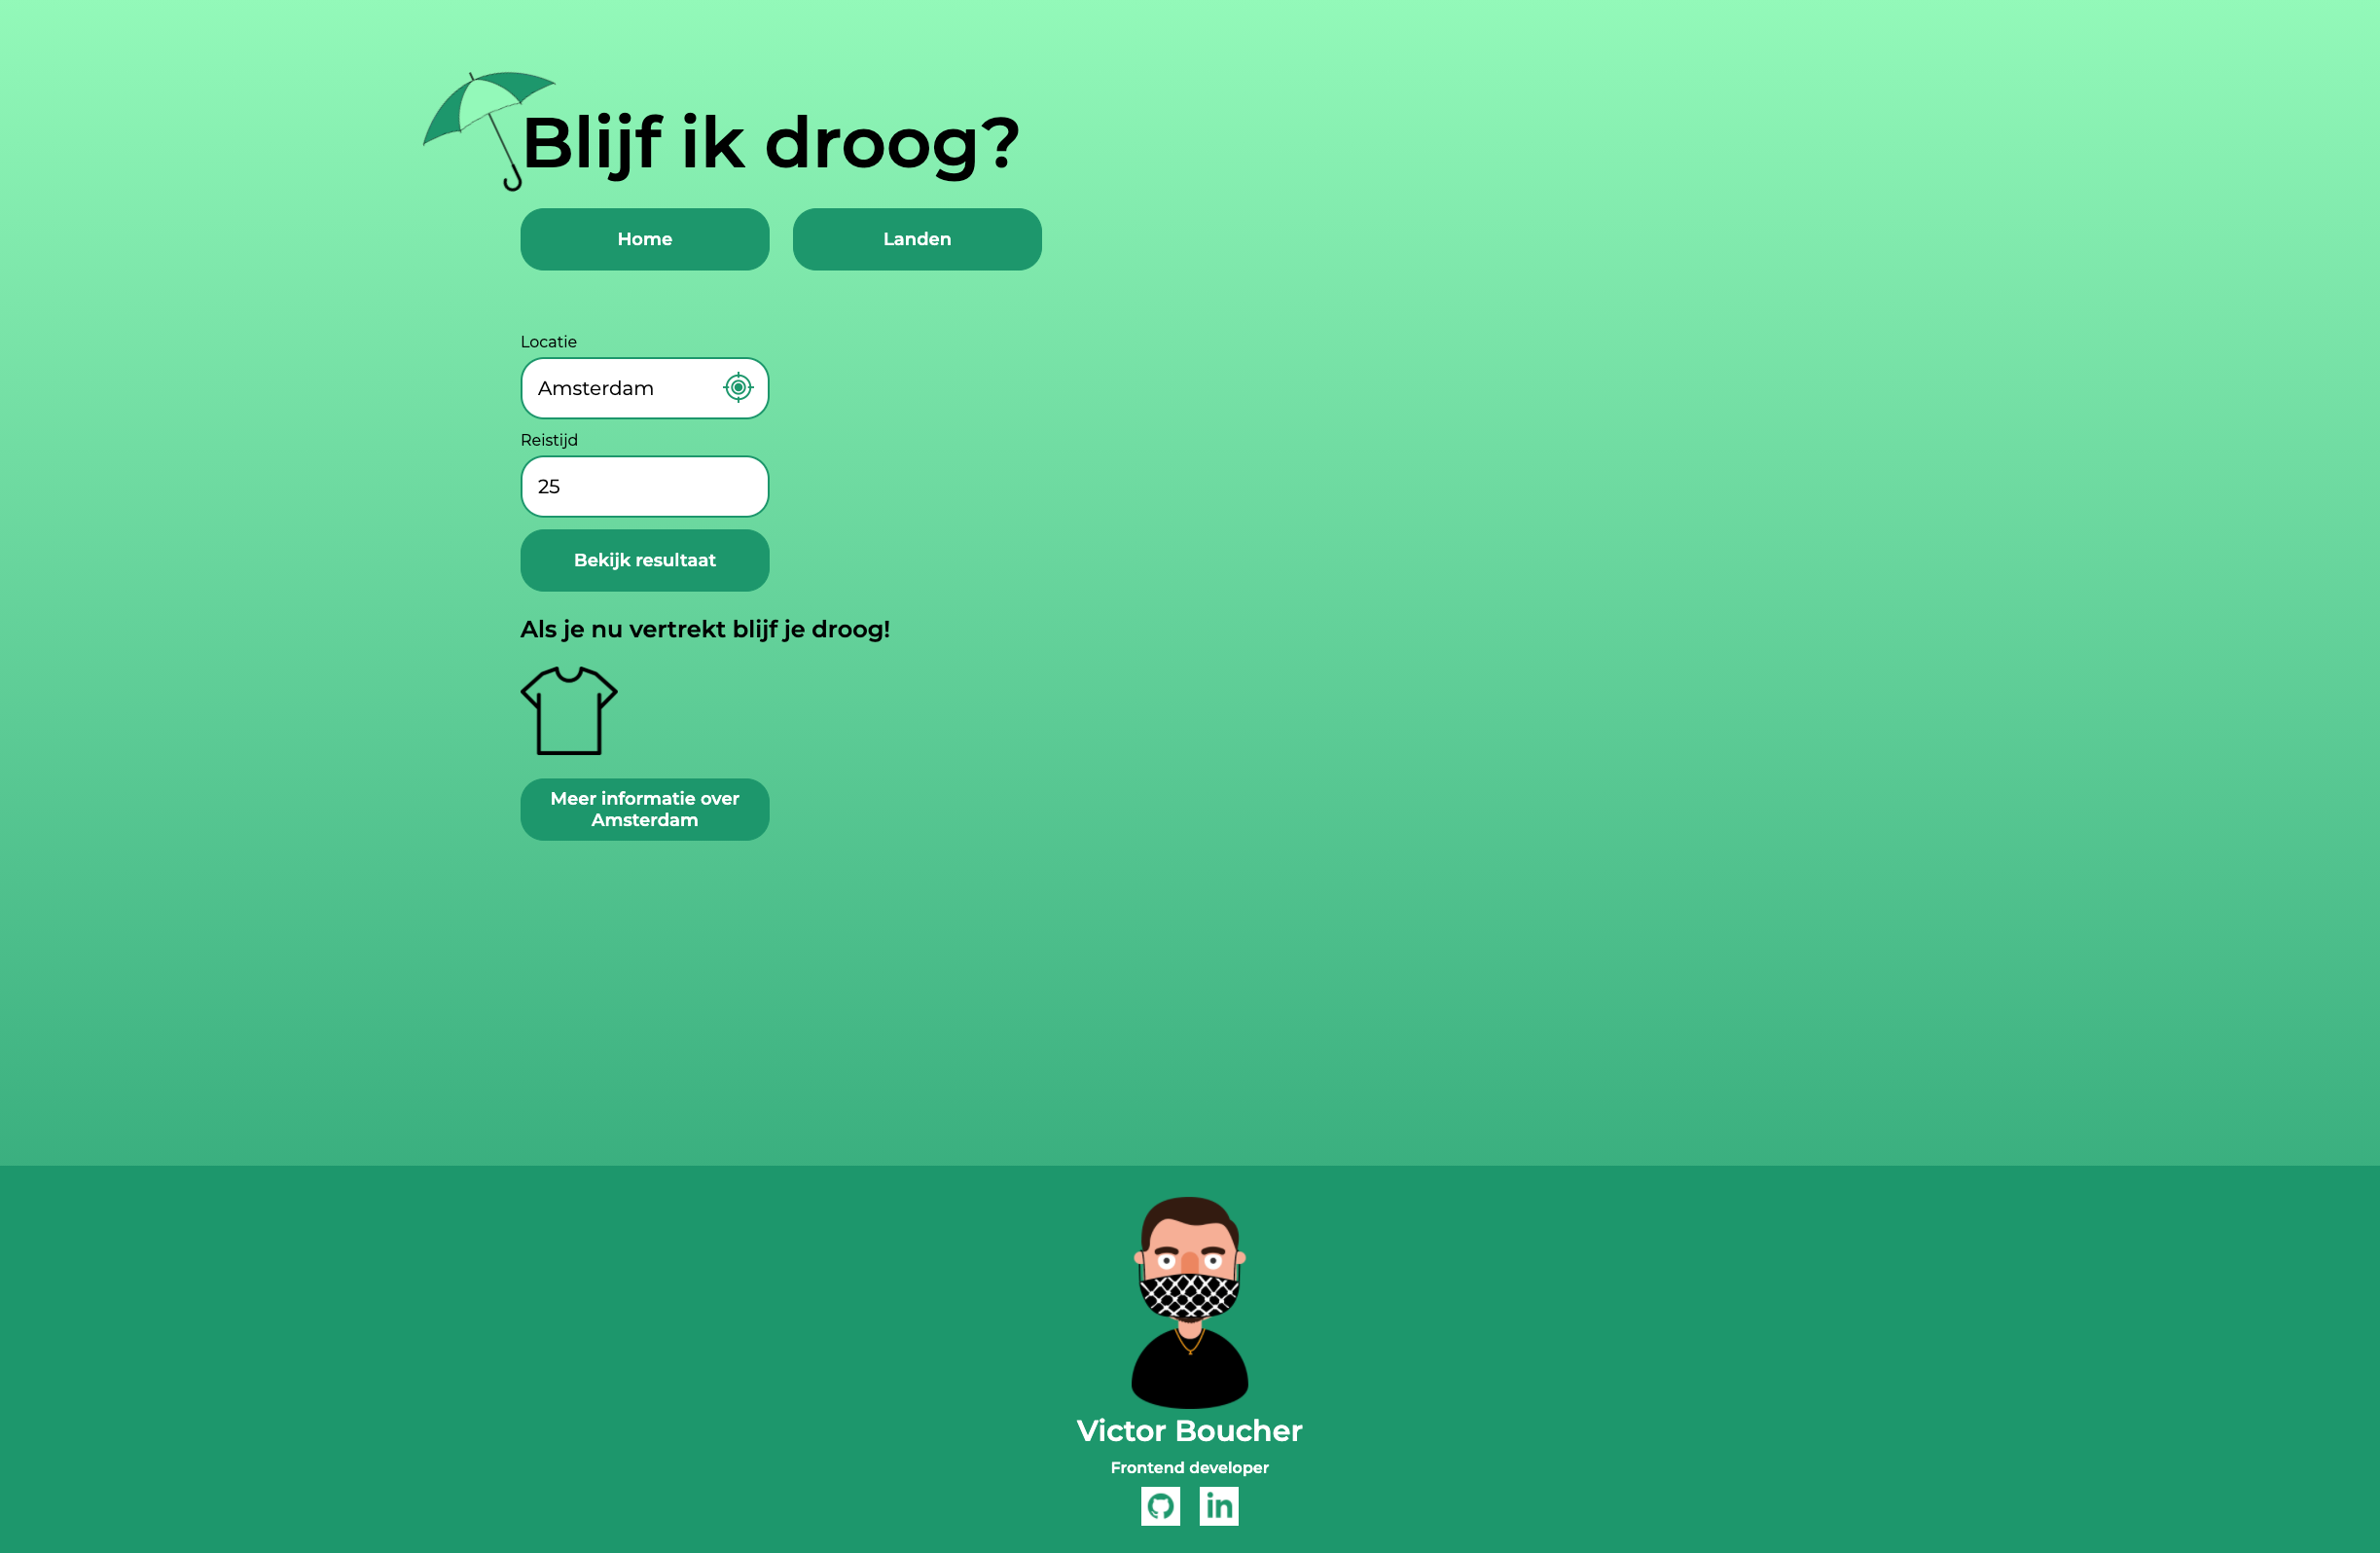 Blijf ik droog?
Home
Landen
Locatie
Amsterdam
Reistijd
25
Bekijk resultaat
Als je nu vertrekt blijf je droog!
Meer informatie over
Amsterdam
Victor Boucher
Frontend developer
in